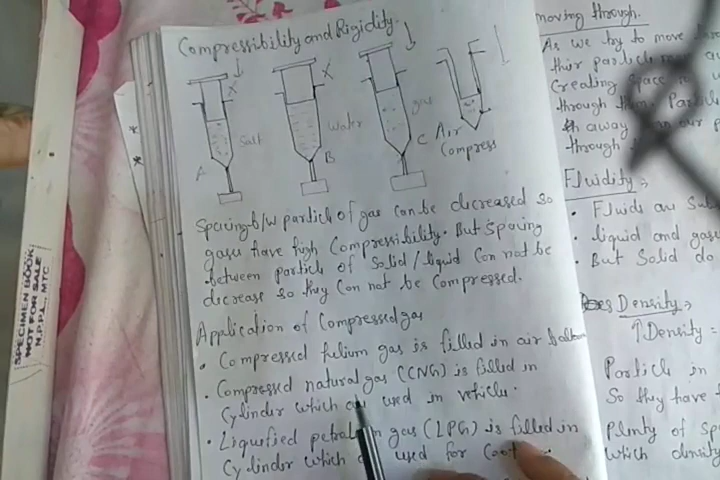 Compressibility and Rigidity.
X
X
Salt
Water
gas
A
B
C
Air
Compress
Spacing b/w particle of gas can be decreased so
gases have high compressibility. But spacing
between particle of solid/liquid can not be
decrease so they can not be compressed.
Application of Compressed gas
• Compressed helium gas is filled in air
• Compressed natural gas (CNG) is filled in
Cylinder which used in vehicle.
• Liquefied gas (LPG) is filled in
Cylinder which used for
moving through.
As we try to move
their particle
Creating space
through Particle
away our
through
Fluidity
• Fluids are
• liquid and gas
• But Solid do
Density
↑Density =
Particle in
So they have
Plenty of
which density
SPECIMEN BOOK
NOT FOR SALE
N.P.P.L., MTC